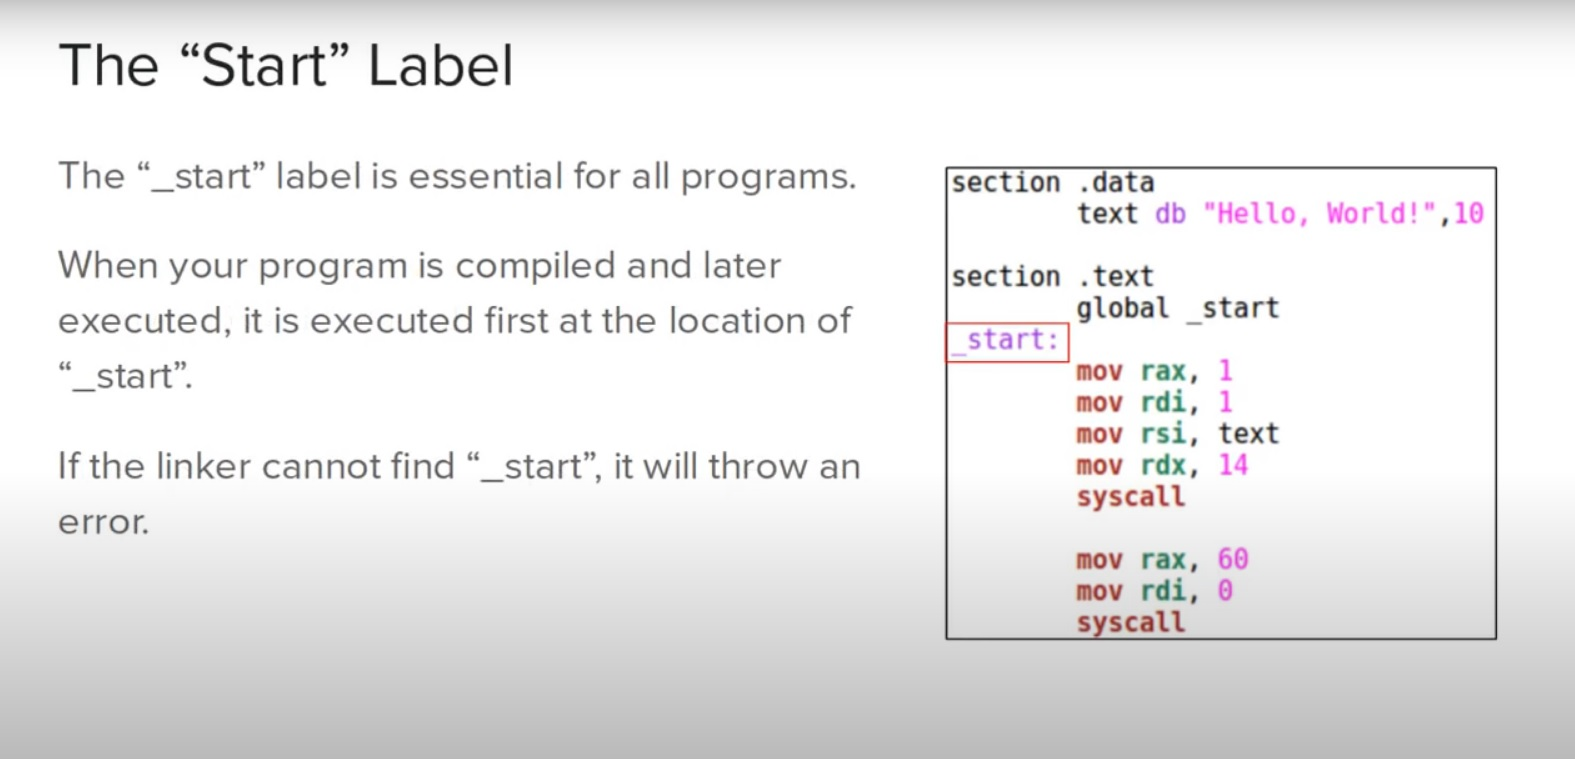 The “Start” Label
The “_start” label is essential for all programs.
When your program is compiled and later
executed, it is executed first at the location of
“_start”.
If the linker cannot find “_start”, it will throw an
error.
section .data
text db "Hello, World!",10
section .text
global _start
_start:
mov rax, 1
mov rdi, 1
mov rsi, text
mov rdx, 14
syscall
mov rax, 60
mov rdi, 0
syscall